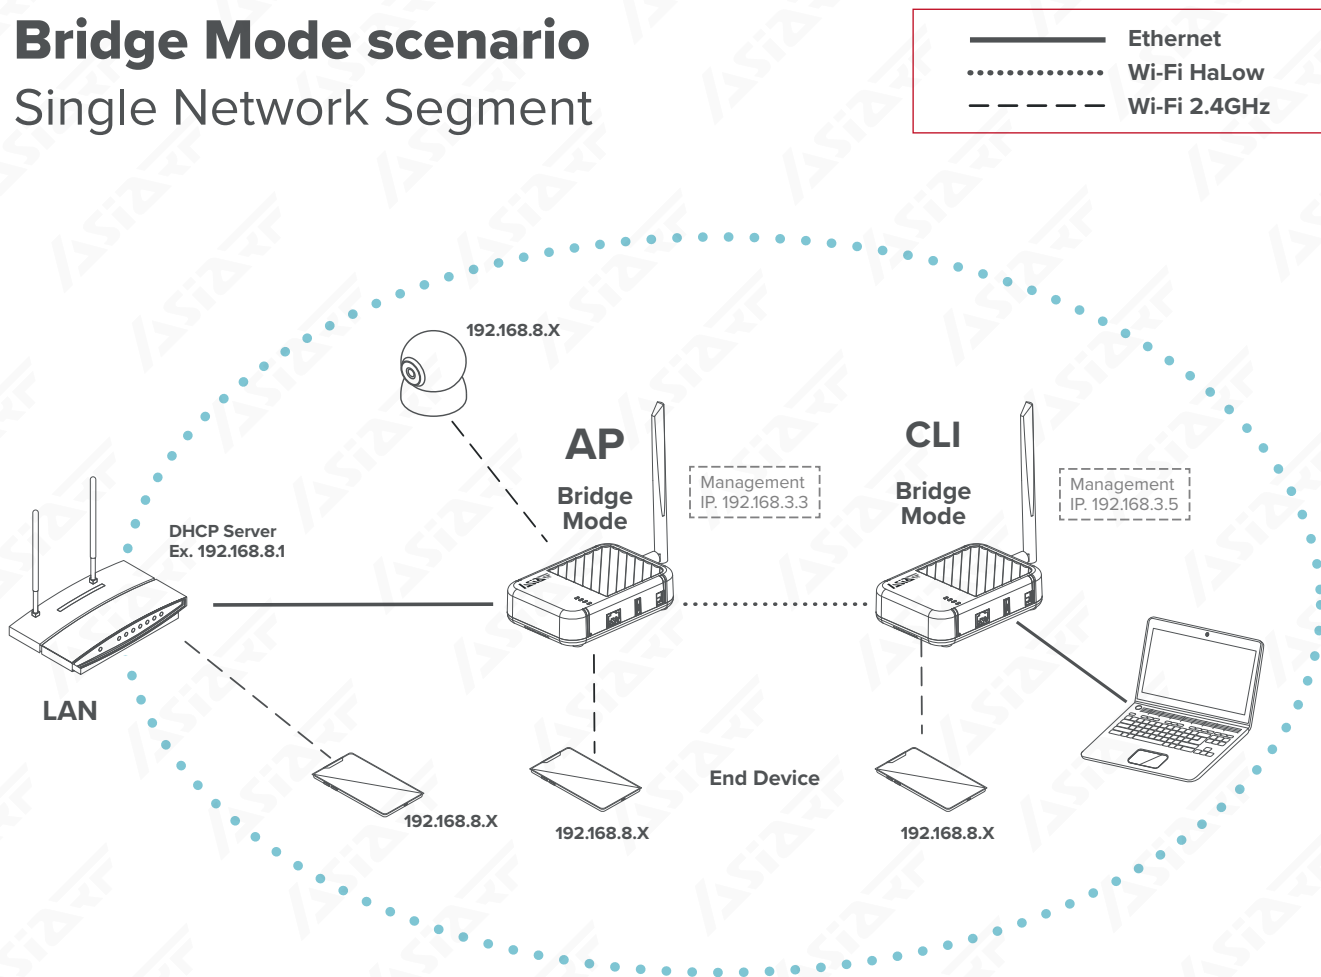 Bridge Mode scenario
Single Network Segment
Ethernet
Wi-Fi HaLow
Wi-Fi 2.4GHz
192.168.8.X
AP
Bridge
Mode
Management
IP. 192.168.3.3
CLI
Bridge
Mode
Management
IP. 192.168.3.5
DHCP Server
Ex. 192.168.8.1
LAN
End Device
192.168.8.X
192.168.8.X
192.168.8.X
ASiARF